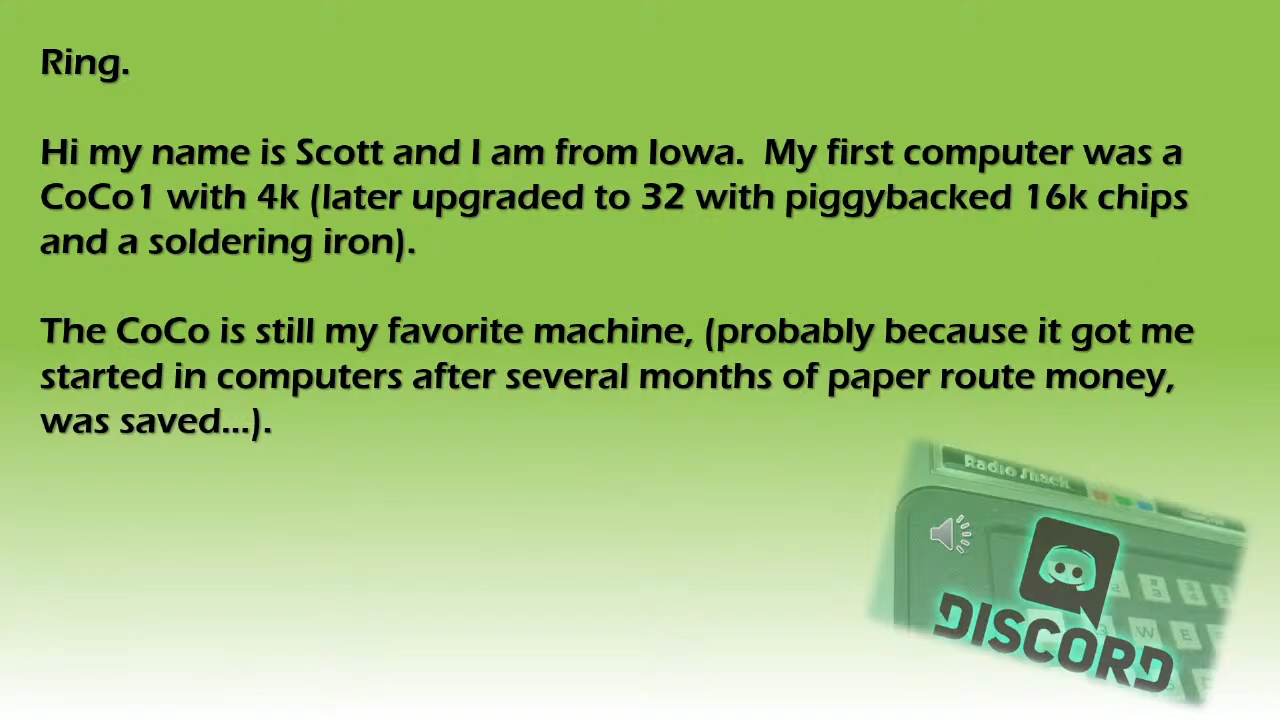 Ring.
Hi my name is Scott and I am from Iowa.  My first computer was a
CoCo1 with 4k (later upgraded to 32 with piggybacked 16k chips
and a soldering iron).
The CoCo is still my favorite machine, (probably because it got me
started in computers after several months of paper route money,
was saved...).
Radio Shack
W E
DISCORD